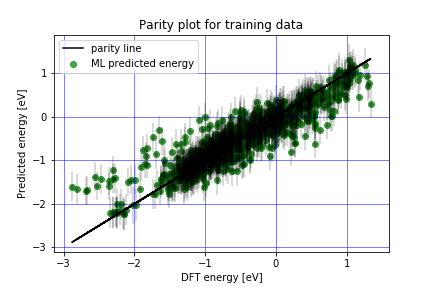 Parity plot for training data
parity line
ML predicted energy
Predicted energy [eV]
1
0
−1
−2
−3
−3 −2 −1 0 1
DFT energy [eV]